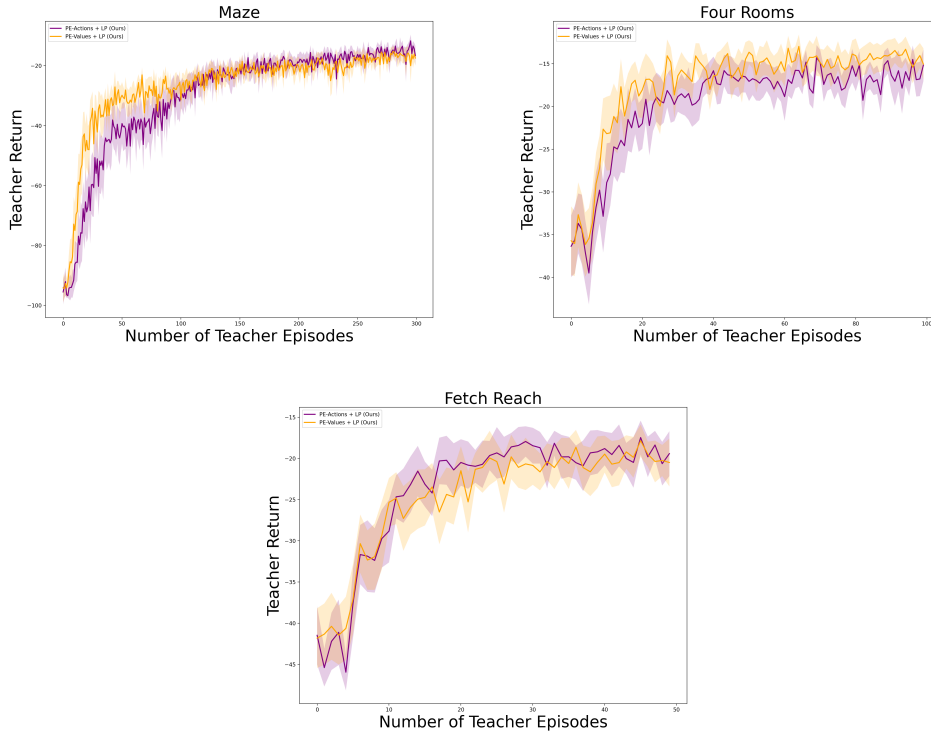 Maze
PE-Actions + LP (Ours)
PE-Values + LP (Ours)
−20
−40
−60
−80
−100
0
50
100
150
200
250
300
Teacher Return
Number of Teacher Episodes
Four Rooms
PE-Actions + LP (Ours)
PE-Values + LP (Ours)
−15
−20
−25
−30
−35
−40
0
20
40
60
80
100
Teacher Return
Number of Teacher Episodes
Fetch Reach
PE-Actions + LP (Ours)
PE-Values + LP (Ours)
−15
−20
−25
−30
−35
−40
−45
0
10
20
30
40
50
Teacher Return
Number of Teacher Episodes